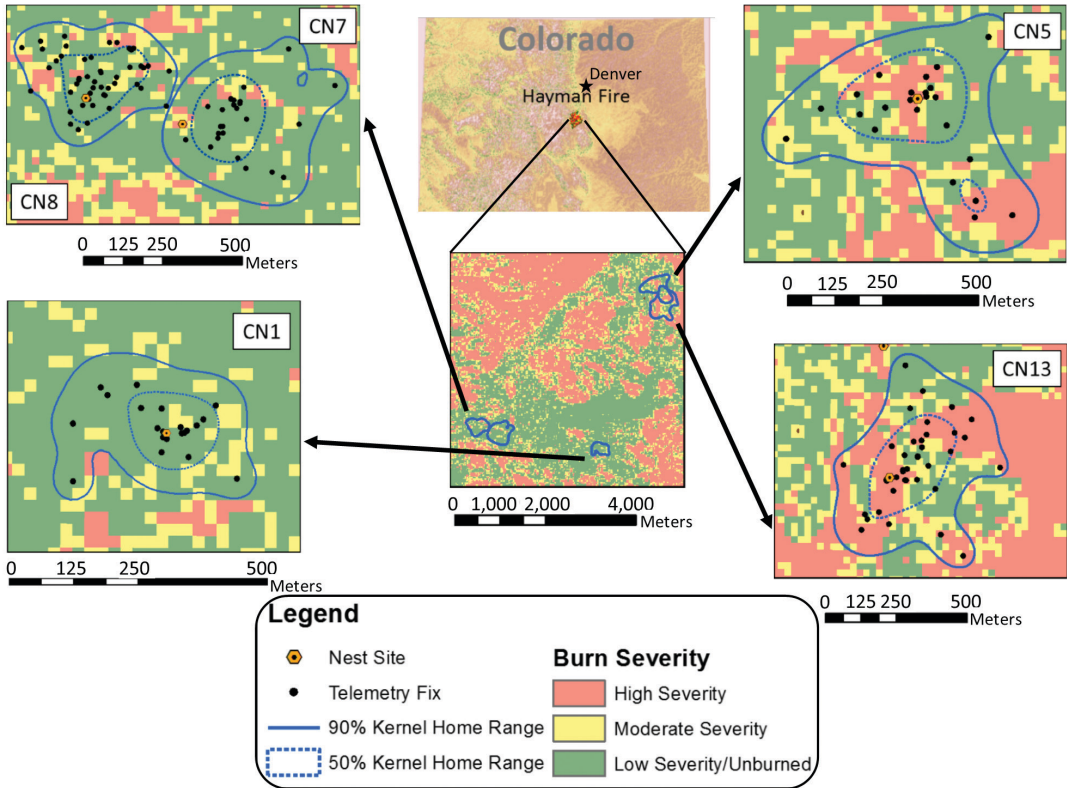 CN7
CN8
0 125 250 500
Meters
Colorado
Denver
Hayman Fire
CN5
0 125 250 500
Meters
CN1
0 125 250 500
Meters
0 1,000 2,000 4,000
Meters
CN13
0 125 250 500
Meters
Legend
Nest Site
Telemetry Fix
90% Kernel Home Range
50% Kernel Home Range
Burn Severity
High Severity
Moderate Severity
Low Severity/Unburned